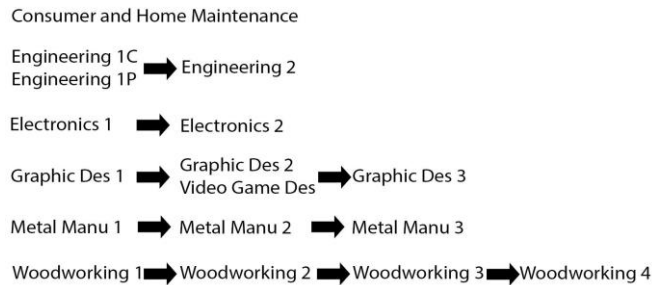 Consumer and Home Maintenance
Engineering 1C
Engineering 1P
Engineering 2
Electronics 1
Electronics 2
Graphic Des 1
Graphic Des 2
Video Game Des
Graphic Des 3
Metal Manu 1
Metal Manu 2
Metal Manu 3
Woodworking 1
Woodworking 2
Woodworking 3
Woodworking 4